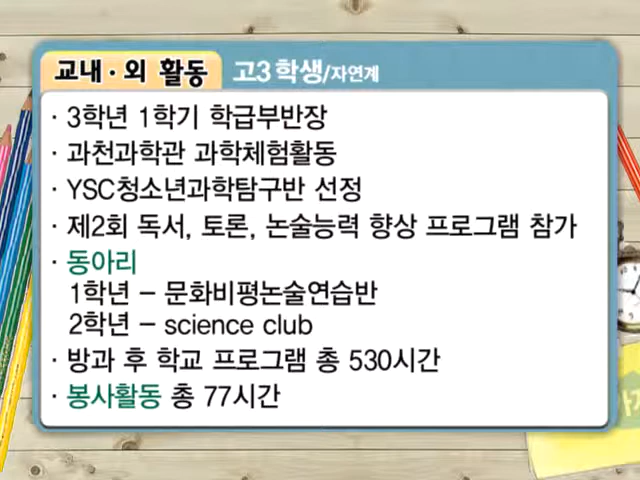 교내·외 활동 고3 학생/자연계
· 3학년 1학기 학급부반장
· 과천과학관 과학체험활동
· YSC청소년과학탐구반 선정
· 제2회 독서, 토론, 논술능력 향상 프로그램 참가
· 동아리
1학년 – 문화비평논술연습반
2학년 – science club
· 방과 후 학교 프로그램 총 530시간
· 봉사활동 총 77시간